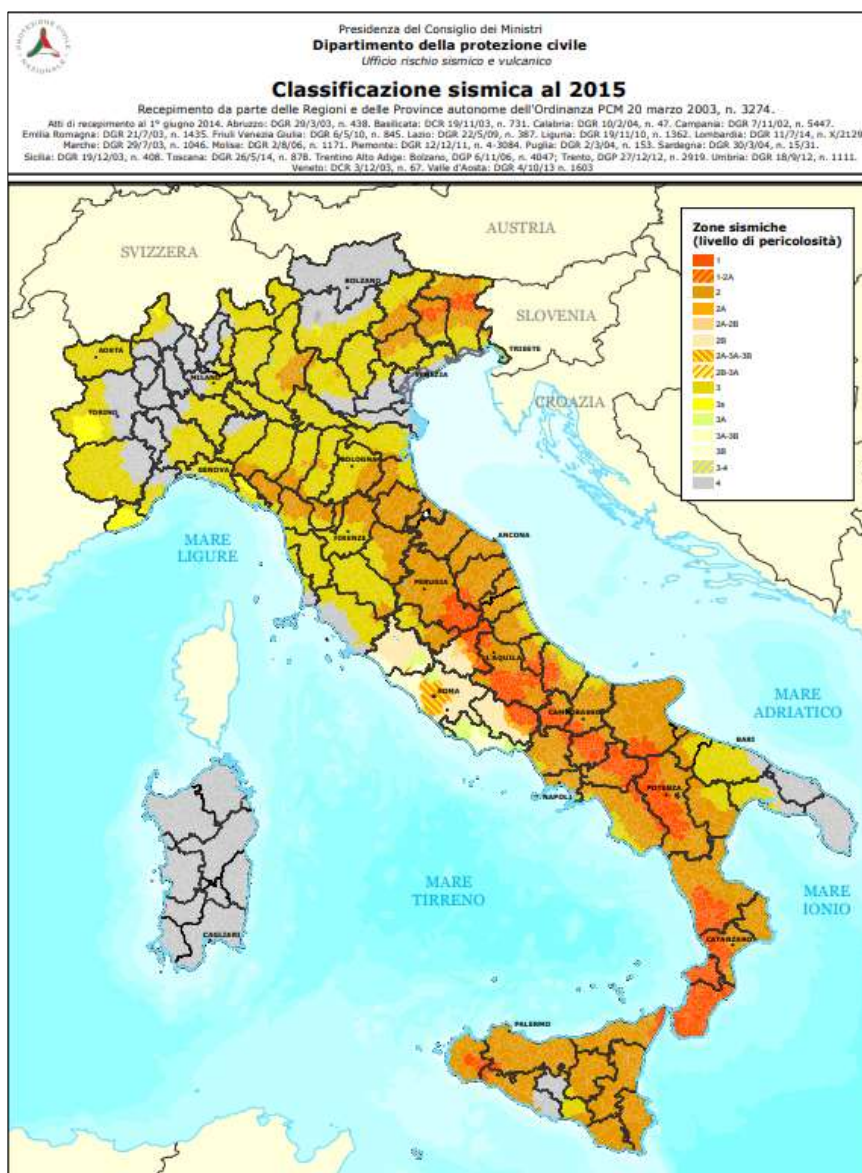 PROTEZIONE CIVILE
NAZIONALE
Presidenza del Consiglio dei Ministri
Dipartimento della protezione civile
Ufficio rischio sismico e vulcanico
Classificazione sismica al 2015
Recepimento da parte delle Regioni e delle Province autonome dell'Ordinanza PCM 20 marzo 2003, n. 3274.
Atti di recepimento al 1° giugno 2014. Abruzzo: DGR 29/3/03, n. 438. Basilicata: DCR 19/11/03, n. 731. Calabria: DGR 10/2/04, n. 47. Campania: DGR 7/11/02, n. 5447.
Emilia Romagna: DGR 21/7/03, n. 1435. Friuli Venezia Giulia: DGR 6/5/10, n. 845. Lazio: DGR 22/5/09, n. 387. Liguria: DGR 19/11/10, n. 1362. Lombardia: DGR 11/7/14, n. X/2129
Marche: DGR 29/7/03, n. 1046. Molise: DGR 2/8/06, n. 1171. Piemonte: DGR 12/12/11, n. 4-3084. Puglia: DGR 2/3/04, n. 153. Sardegna: DGR 30/3/04, n. 15/31.
Sicilia: DGR 19/12/03, n. 408. Toscana: DGR 26/5/14, n. 878. Trentino Alto Adige: Bolzano, DGP 6/11/06, n. 4047; Trento, DGP 27/12/12, n. 2919. Umbria: DGR 18/9/12, n. 1111.
Veneto: DCR 3/12/03, n. 67. Valle d'Aosta: DGR 4/10/13 n. 1603
Zone sismiche
(livello di pericolosità)
1
1-2A
2
2A
2A-2B
2B
2A-3A-3B
2B-3A
3
3s
3A
3A-3B
3B
3-4
4
AUSTRIA
SVIZZERA
BOLZANO
SLOVENIA
AOSTA
TRIESTE
MILANO
VENEZIA
CROAZIA
TORINO
BOLOGNA
GENOVA
MARE
LIGURE
FIRENZE
ANCONA
PERUGIA
L'AQUILA
ROMA
MARE
ADRIATICO
CAMPOBASSO
BARI
NAPOLI
POTENZA
MARE
TIRRENO
MARE
IONIO
CAGLIARI
CATANZARO
PALERMO